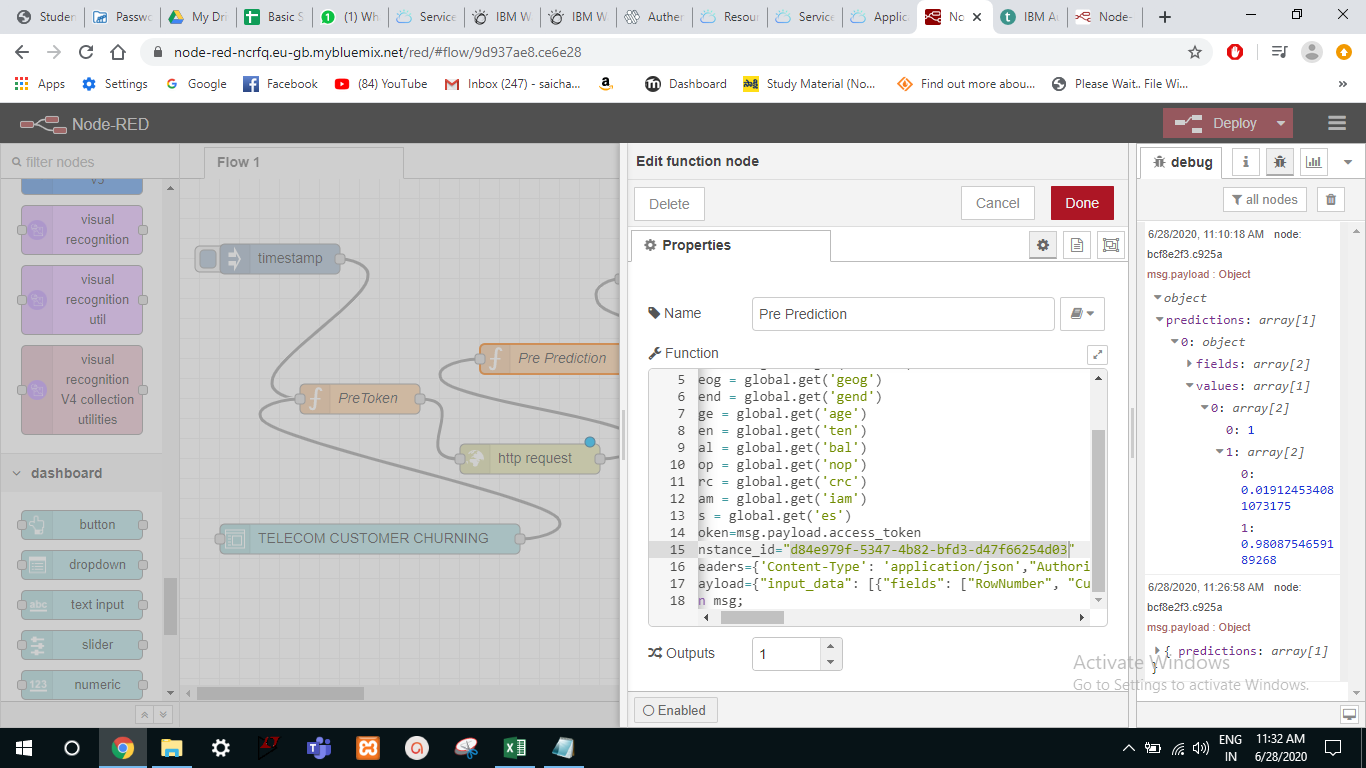 Studen
Passwo
My Dri
Basic S
(1) Wh
Service
IBM W
IBM W
Auther
Resou
Service
Applic
No
IBM A
Node-
node-red-ncrfq.eu-gb.mybluemix.net/red/#flow/9d937ae8.ce6e28
Apps
Settings
Google
Facebook
(84) YouTube
Inbox (247) - saicha...
Dashboard
Study Material (No...
Find out more abou...
Please Wait.. File Wi...
»
Node-RED
Deploy
filter nodes
v3
visual recognition
visual recognition util
visual recognition V4 collection utilities
dashboard
button
dropdown
abc text input
slider
123 numeric
Flow 1
timestamp
PreToken
Pre Prediction
http request
TELECOM CUSTOMER CHURNING
Edit function node
Delete
Cancel
Done
Properties
Name
Pre Prediction
Function
5 eog = global.get('geog')
6 end = global.get('gend')
7 ge = global.get('age')
8 en = global.get('ten')
9 al = global.get('bal')
10 op = global.get('nop')
11 rc = global.get('crc')
12 am = global.get('iam')
13 s = global.get('es')
14 oken=msg.payload.access_token
15 nstance_id="d84e979f-5347-4b82-bfd3-d47f66254d03"
16 eaders={'Content-Type': 'application/json',"Authori
17 ayload={"input_data": [{"fields": ["RowNumber", "Cu
18 n msg;
Outputs
1
Enabled
debug
i
all nodes
6/28/2020, 11:10:18 AM node:
bcf8e2f3.c925a
msg.payload : Object
object
predictions: array[1]
0: object
fields: array[2]
values: array[1]
0: array[2]
0: 1
1: array[2]
0:
0.01912453408
1073175
1:
0.98087546591
89268
6/28/2020, 11:26:58 AM node:
bcf8e2f3.c925a
msg.payload : Object
{ predictions: array[1]
}
Activate Windows
Go to Settings to activate Windows.
ENG
IN
11:32 AM
6/28/2020